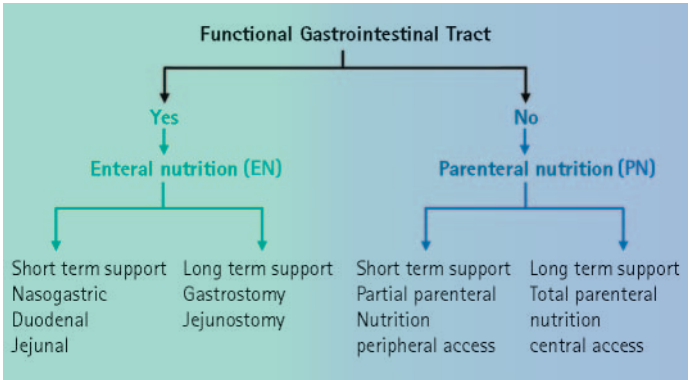 Functional Gastrointestinal Tract
Yes
No
Enteral nutrition (EN)
Parenteral nutrition (PN)
Short term support
Nasogastric
Duodenal
Jejunal
Long term support
Gastrostomy
Jejunostomy
Short term support
Partial parenteral
Nutrition
peripheral access
Long term support
Total parenteral
nutrition
central access